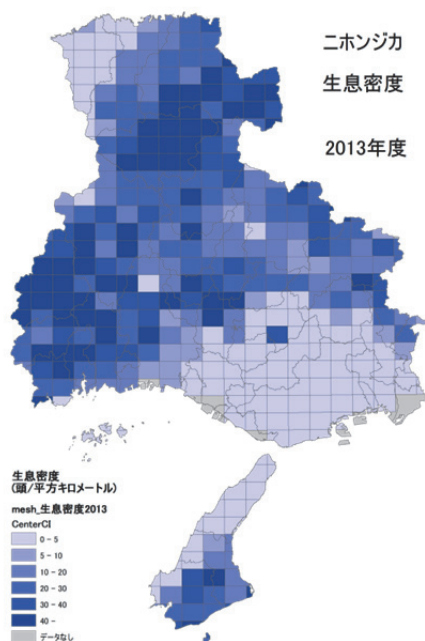 ニホンジカ
生息密度
2013年度
生息密度
(頭/平方キロメートル)
mesh_生息密度2013
CenterCI
0 - 5
5 - 10
10 - 20
20 - 30
30 - 40
40 -
データなし